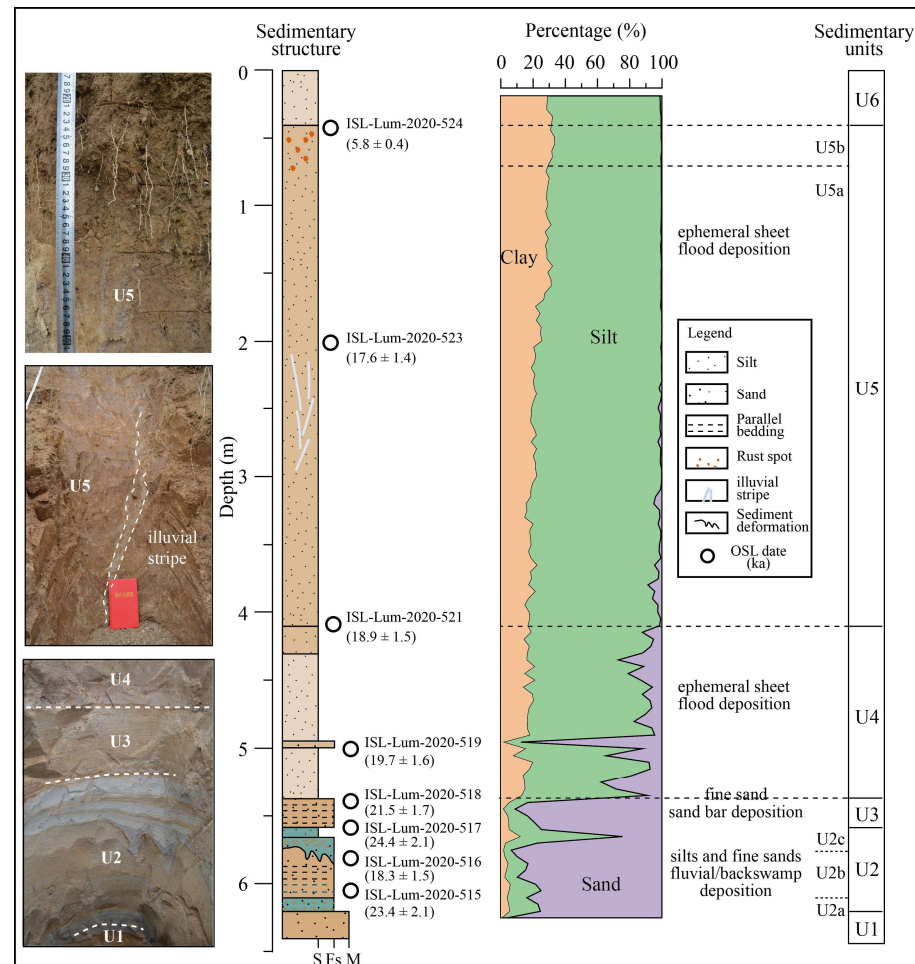 Sedimentary
structure
Percentage (%)
Sedimentary
units
0 20 40 60 80 100
Depth (m)
0
1
2
3
4
5
6
S Fs M
ISL-Lum-2020-524
(5.8 ± 0.4)
ISL-Lum-2020-523
(17.6 ± 1.4)
ISL-Lum-2020-521
(18.9 ± 1.5)
ISL-Lum-2020-519
(19.7 ± 1.6)
ISL-Lum-2020-518
(21.5 ± 1.7)
ISL-Lum-2020-517
(24.4 ± 2.1)
ISL-Lum-2020-516
(18.3 ± 1.5)
ISL-Lum-2020-515
(23.4 ± 2.1)
U5
U5
illuvial
stripe
U4
U3
U2
U1
Clay
Silt
Sand
ephemeral sheet
flood deposition
ephemeral sheet
flood deposition
fine sand
sand bar deposition
silts and fine sands
fluvial/backswamp
deposition
Legend
Silt
Sand
Parallel
bedding
Rust spot
illuvial
stripe
Sediment
deformation
OSL date
(ka)
U6
U5b
U5a
U5
U4
U3
U2c
U2b
U2
U2a
U1